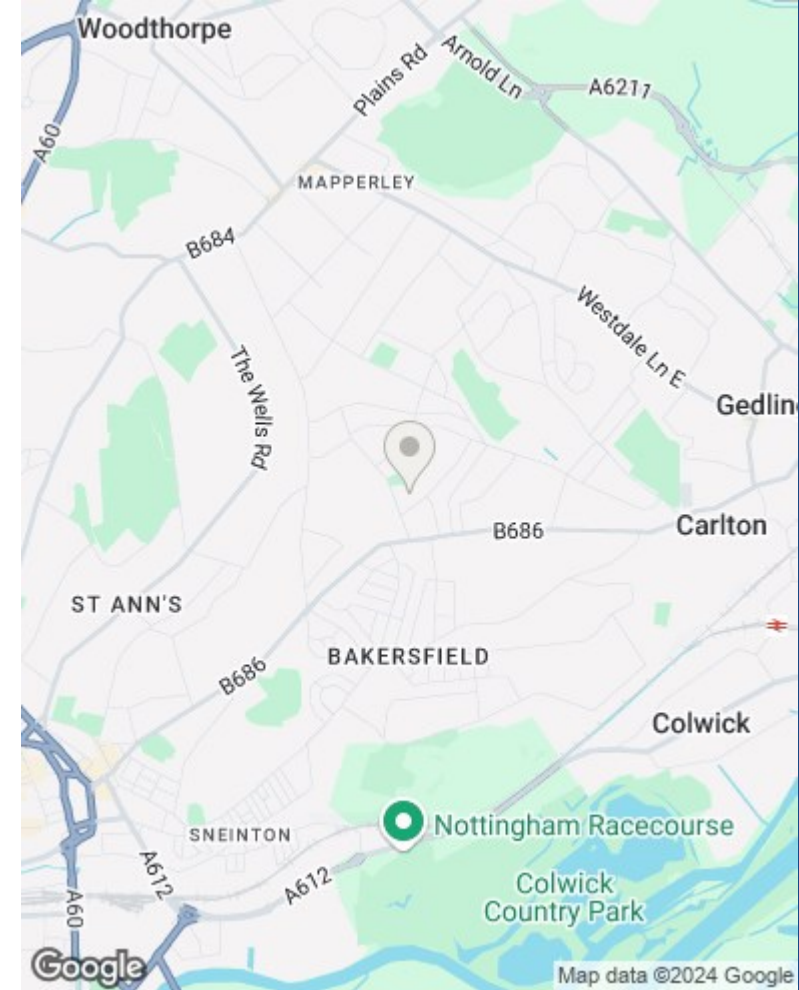 Woodthorpe
Plains Rd
Arnold Ln
A6211
A60
MAPPERLEY
B684
Westdale Ln E
The Wells Rd
Gedlin
B686
Carlton
ST ANN'S
BAKERSFIELD
B686
Colwick
Nottingham Racecourse
SNEINTON
A612
A612
A60
Colwick
Country Park
Google
Map data ©2024 Google